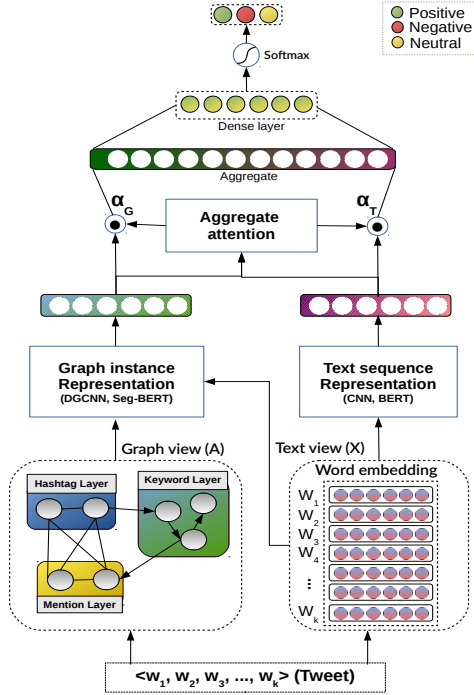 Positive
Negative
Neutral
Softmax
Dense layer
Aggregate
α_G
α_T
Aggregate
attention
Graph instance
Representation
(DGCNN, Seg-BERT)
Text sequence
Representation
(CNN, BERT)
Graph view (A)
Text view (X)
Hashtag Layer
Keyword Layer
Mention Layer
Word embedding
W_1
W_2
W_3
W_4
...
W_k
<w_1, w_2, w_3, ..., w_k> (Tweet)